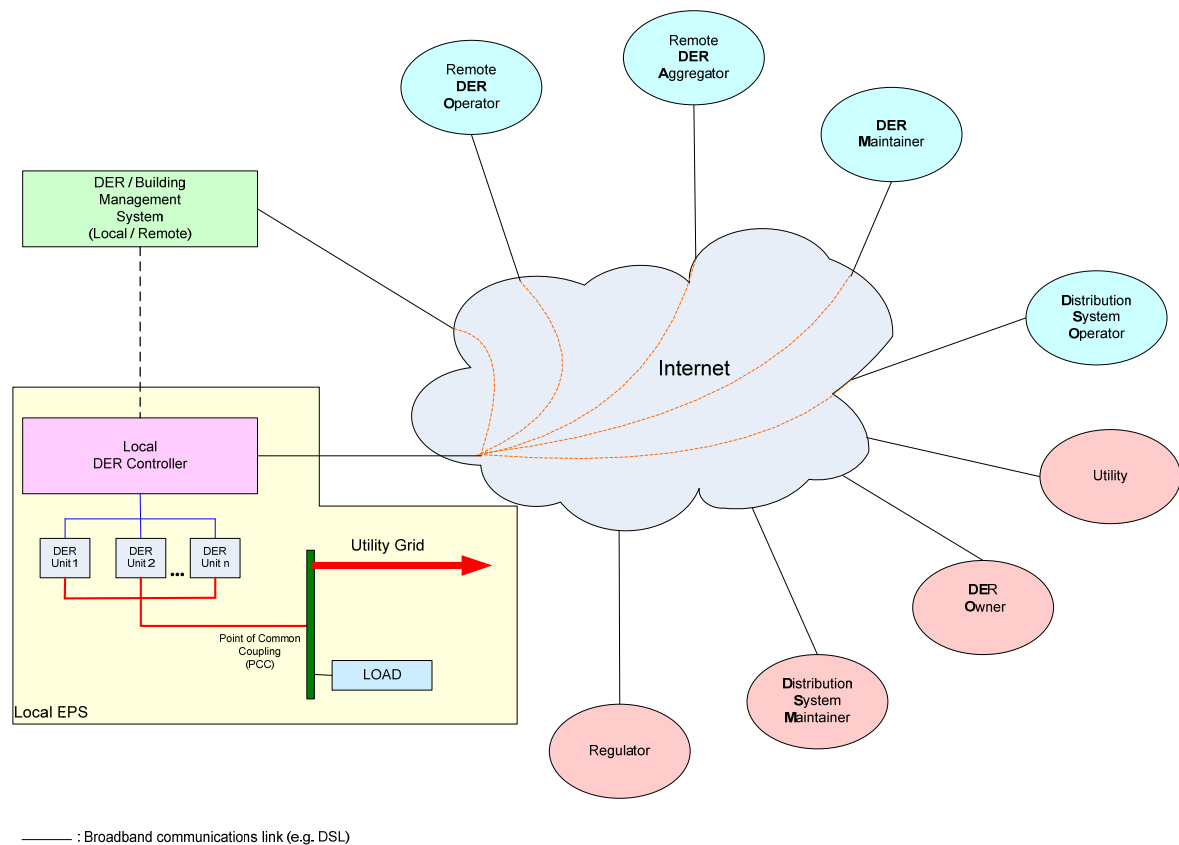 Remote
DER
Operator
Remote
DER
Aggregator
DER
Maintainer
DER / Building
Management
System
(Local / Remote)
Distribution
System
Operator
Internet
Local
DER Controller
Utility
DER
Unit 1
DER
Unit 2
...
DER
Unit n
Utility Grid
Point of Common
Coupling
(PCC)
LOAD
Local EPS
DER
Owner
Distribution
System
Maintainer
Regulator
: Broadband communications link (e.g. DSL)